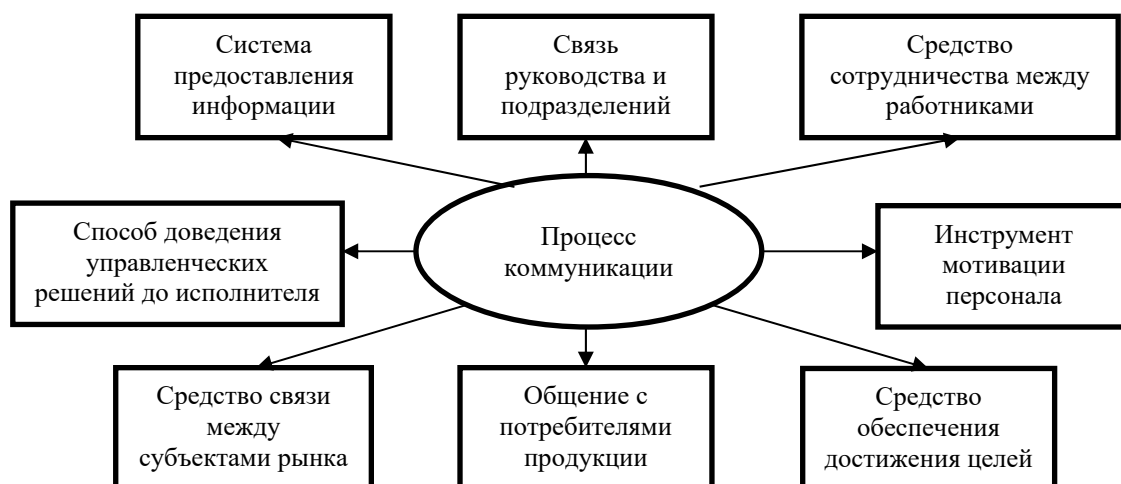 Система
предоставления
информации
Связь
руководства и
подразделений
Средство
сотрудничества между
работниками
Способ доведения
управленческих
решений до исполнителя
Процесс
коммуникации
Инструмент
мотивации
персонала
Средство связи
между
субъектами рынка
Общение с
потребителями
продукции
Средство
обеспечения
достижения целей